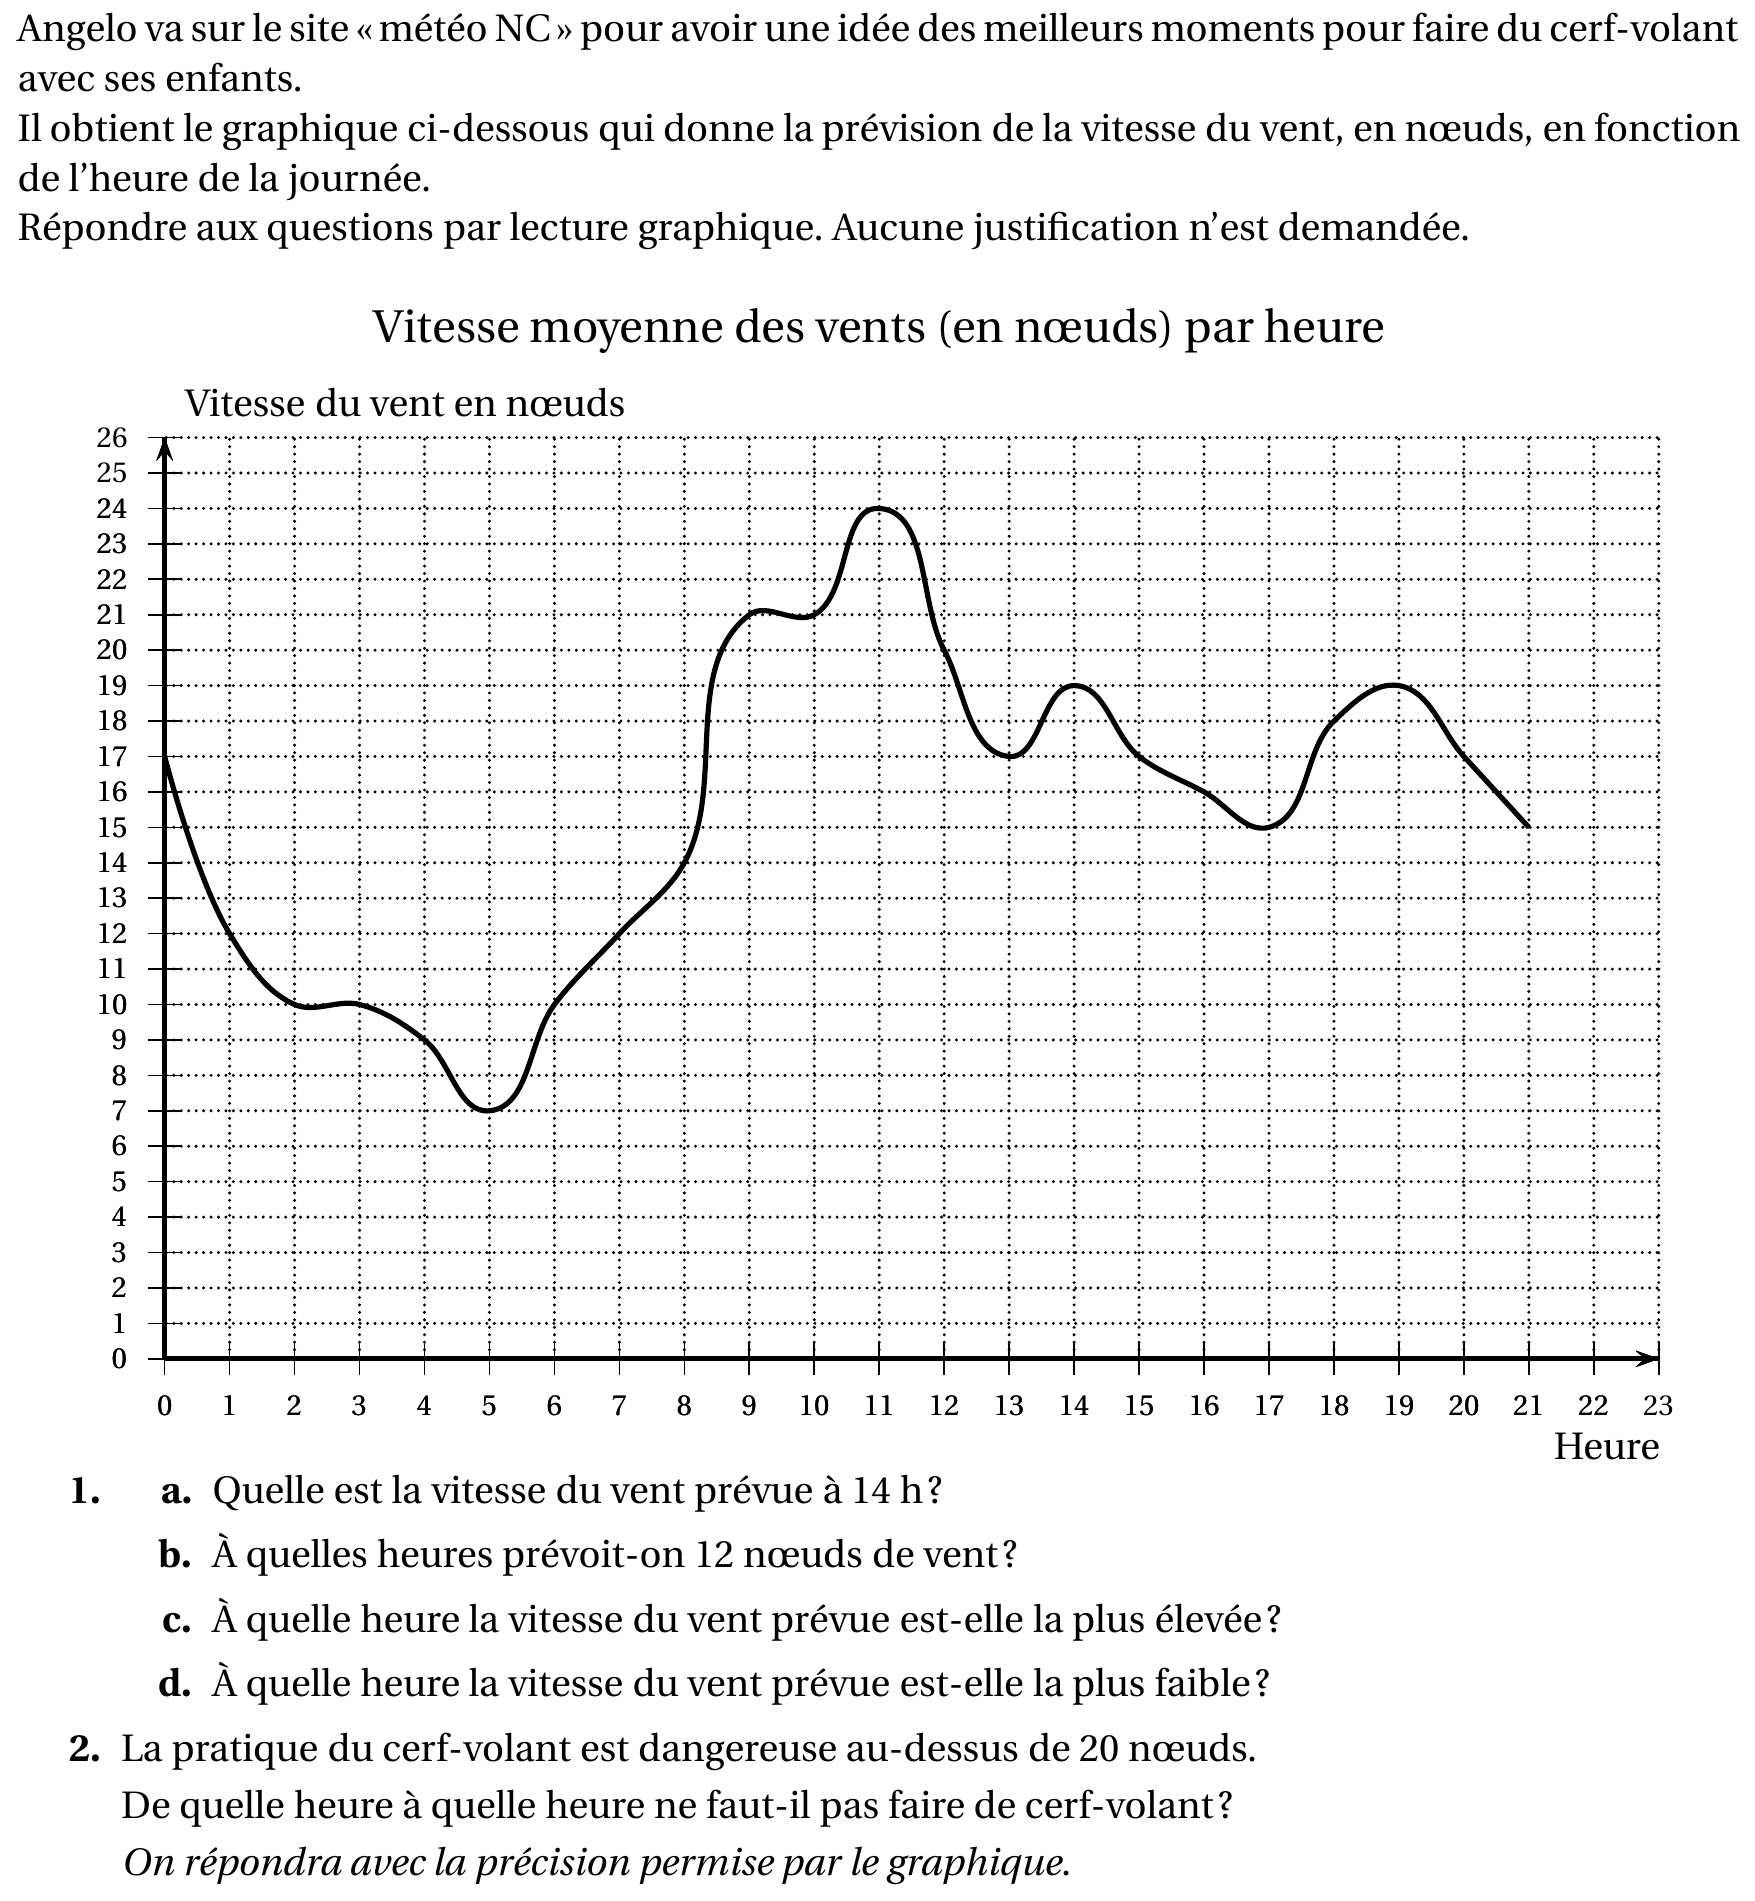 Angelo va sur le site « météo NC » pour avoir une idée des meilleurs moments pour faire du cerf-volant
avec ses enfants.
Il obtient le graphique ci-dessous qui donne la prévision de la vitesse du vent, en nœuds, en fonction
de l'heure de la journée.
Répondre aux questions par lecture graphique. Aucune justification n'est demandée.
Vitesse moyenne des vents (en nœuds) par heure
Vitesse du vent en nœuds
26
25
24
23
22
21
20
19
18
17
16
15
14
13
12
11
10
9
8
7
6
5
4
3
2
1
0
0 1 2 3 4 5 6 7 8 9 10 11 12 13 14 15 16 17 18 19 20 21 22 23
Heure
1. a. Quelle est la vitesse du vent prévue à 14 h ?
b. À quelles heures prévoit-on 12 nœuds de vent ?
c. À quelle heure la vitesse du vent prévue est-elle la plus élevée ?
d. À quelle heure la vitesse du vent prévue est-elle la plus faible ?
2. La pratique du cerf-volant est dangereuse au-dessus de 20 nœuds.
De quelle heure à quelle heure ne faut-il pas faire de cerf-volant ?
On répondra avec la précision permise par le graphique.